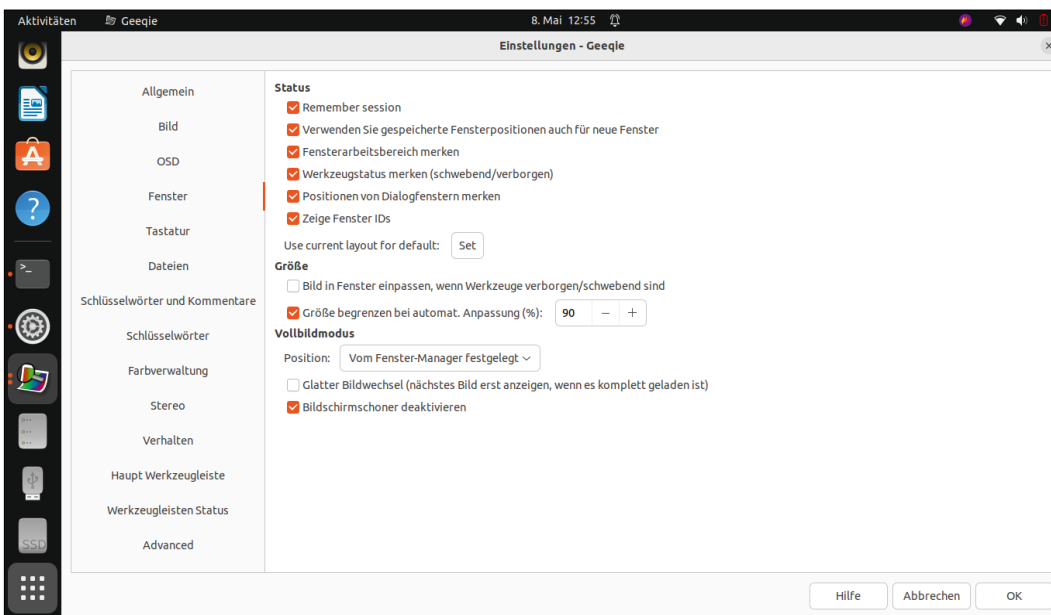 Aktivitäten Geeqie 8. Mai 12:55
Einstellungen - Geeqie
Allgemein
Bild
OSD
Fenster
Tastatur
Dateien
Schlüsselwörter und Kommentare
Schlüsselwörter
Farbverwaltung
Stereo
Verhalten
Haupt Werkzeugleiste
Werkzeugleisten Status
Advanced
Status
Remember session
Verwenden Sie gespeicherte Fensterpositionen auch für neue Fenster
Fensterarbeitsbereich merken
Werkzeugstatus merken (schwebend/verborgen)
Positionen von Dialogfenstern merken
Zeige Fenster IDs
Use current layout for default: Set
Größe
Bild in Fenster einpassen, wenn Werkzeuge verborgen/schwebend sind
Größe begrenzen bei automat. Anpassung (%): 90 − +
Vollbildmodus
Position: Vom Fenster-Manager festgelegt
Glatter Bildwechsel (nächstes Bild erst anzeigen, wenn es komplett geladen ist)
Bildschirmschoner deaktivieren
SSD
Hilfe Abbrechen OK